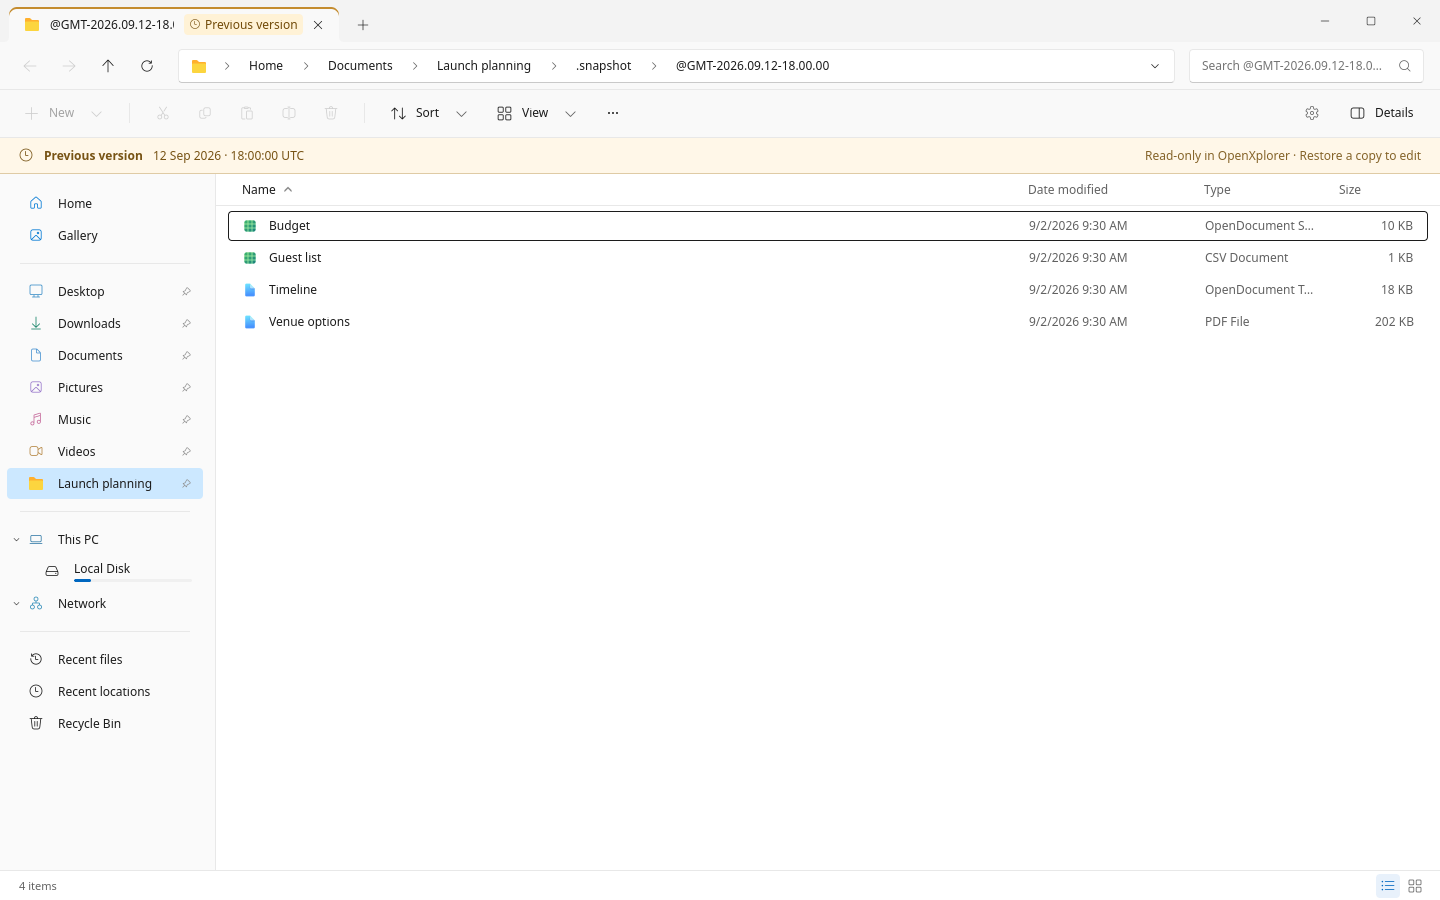 @GMT-2026.09.12-18.0
Previous version
Home
Documents
Launch planning
.snapshot
@GMT-2026.09.12-18.00.00
Search @GMT-2026.09.12-18.0...
New
Sort
View
Details
Previous version 12 Sep 2026 · 18:00:00 UTC
Read-only in OpenXplorer · Restore a copy to edit
Home
Gallery
Desktop
Downloads
Documents
Pictures
Music
Videos
Launch planning
This PC
Local Disk
Network
Recent files
Recent locations
Recycle Bin
Name Date modified Type Size
Budget 9/2/2026 9:30 AM OpenDocument S... 10 KB
Guest list 9/2/2026 9:30 AM CSV Document 1 KB
Timeline 9/2/2026 9:30 AM OpenDocument T... 18 KB
Venue options 9/2/2026 9:30 AM PDF File 202 KB
4 items